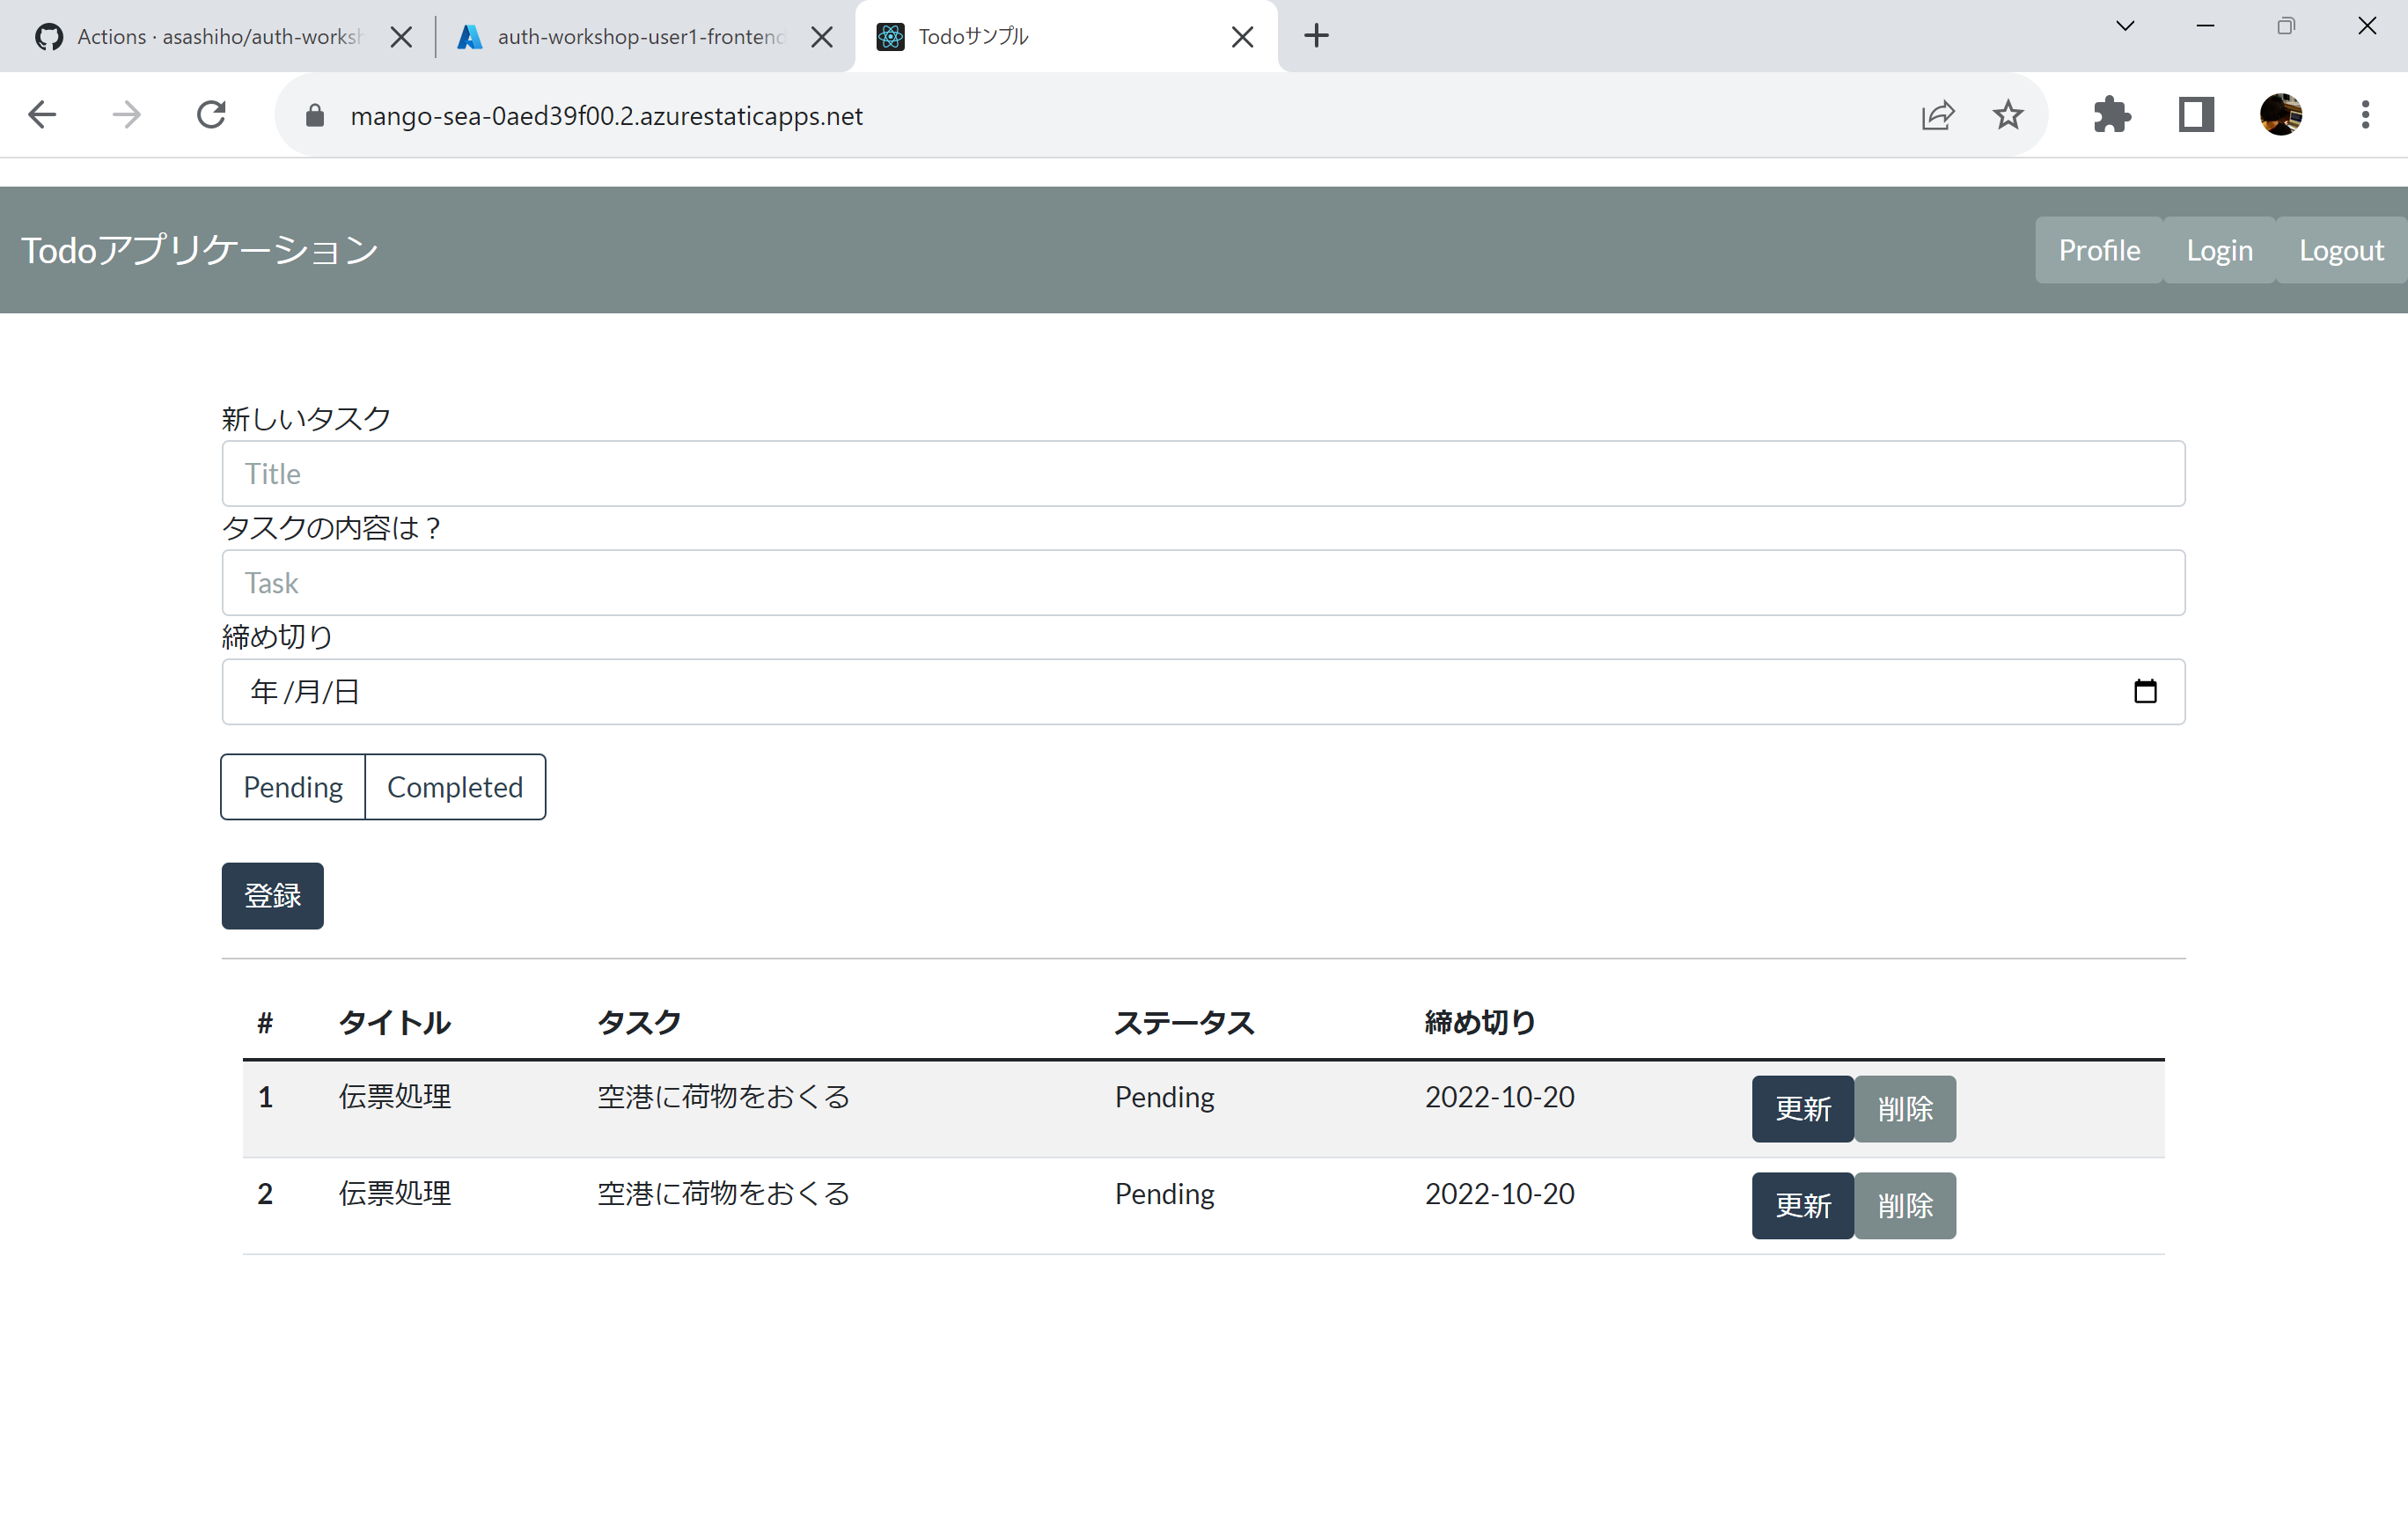 Actions · asashiho/auth-worksh
auth-workshop-user1-frontend
Todoサンプル
mango-sea-0aed39f00.2.azurestaticapps.net
Todoアプリケーション
Profile Login Logout
新しいタスク
Title
タスクの内容は？
Task
締め切り
年 /月/日
Pending Completed
登録
# タイトル タスク ステータス 締め切り
1 伝票処理 空港に荷物をおくる Pending 2022-10-20 更新 削除
2 伝票処理 空港に荷物をおくる Pending 2022-10-20 更新 削除